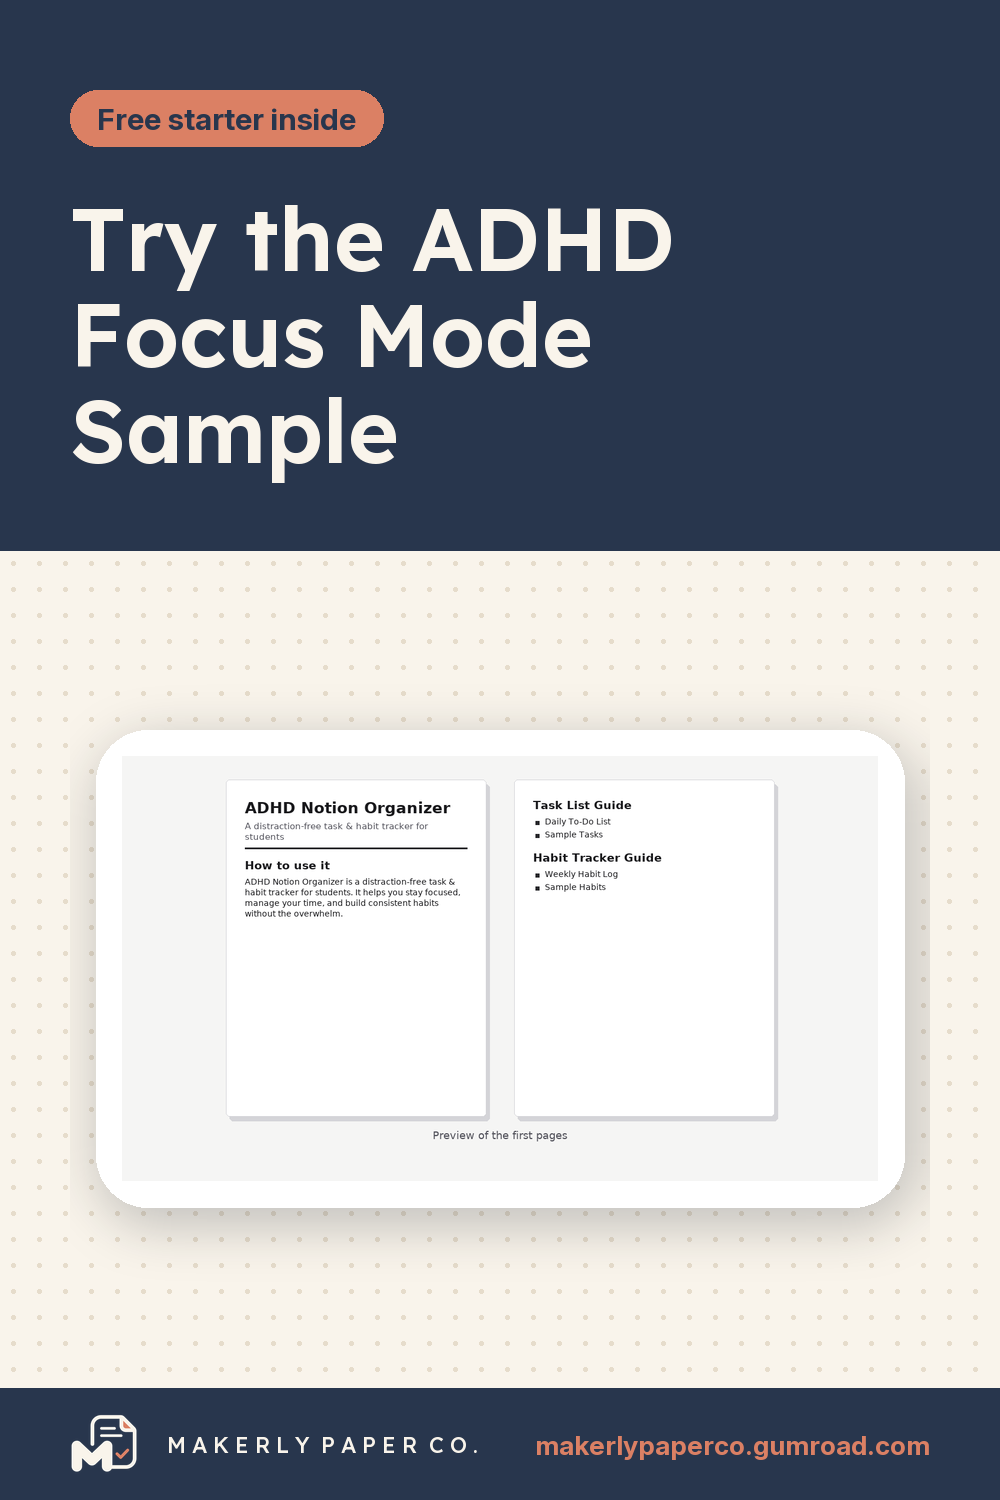 Free starter inside
Try the ADHD
Focus Mode
Sample
ADHD Notion Organizer
A distraction-free task & habit tracker for
students
How to use it
ADHD Notion Organizer is a distraction-free task &
habit tracker for students. It helps you stay focused,
manage your time, and build consistent habits
without the overwhelm.
Task List Guide
▪ Daily To-Do List
▪ Sample Tasks
Habit Tracker Guide
▪ Weekly Habit Log
▪ Sample Habits
Preview of the first pages
MAKERLY PAPER CO.
makerlypaperco.gumroad.com